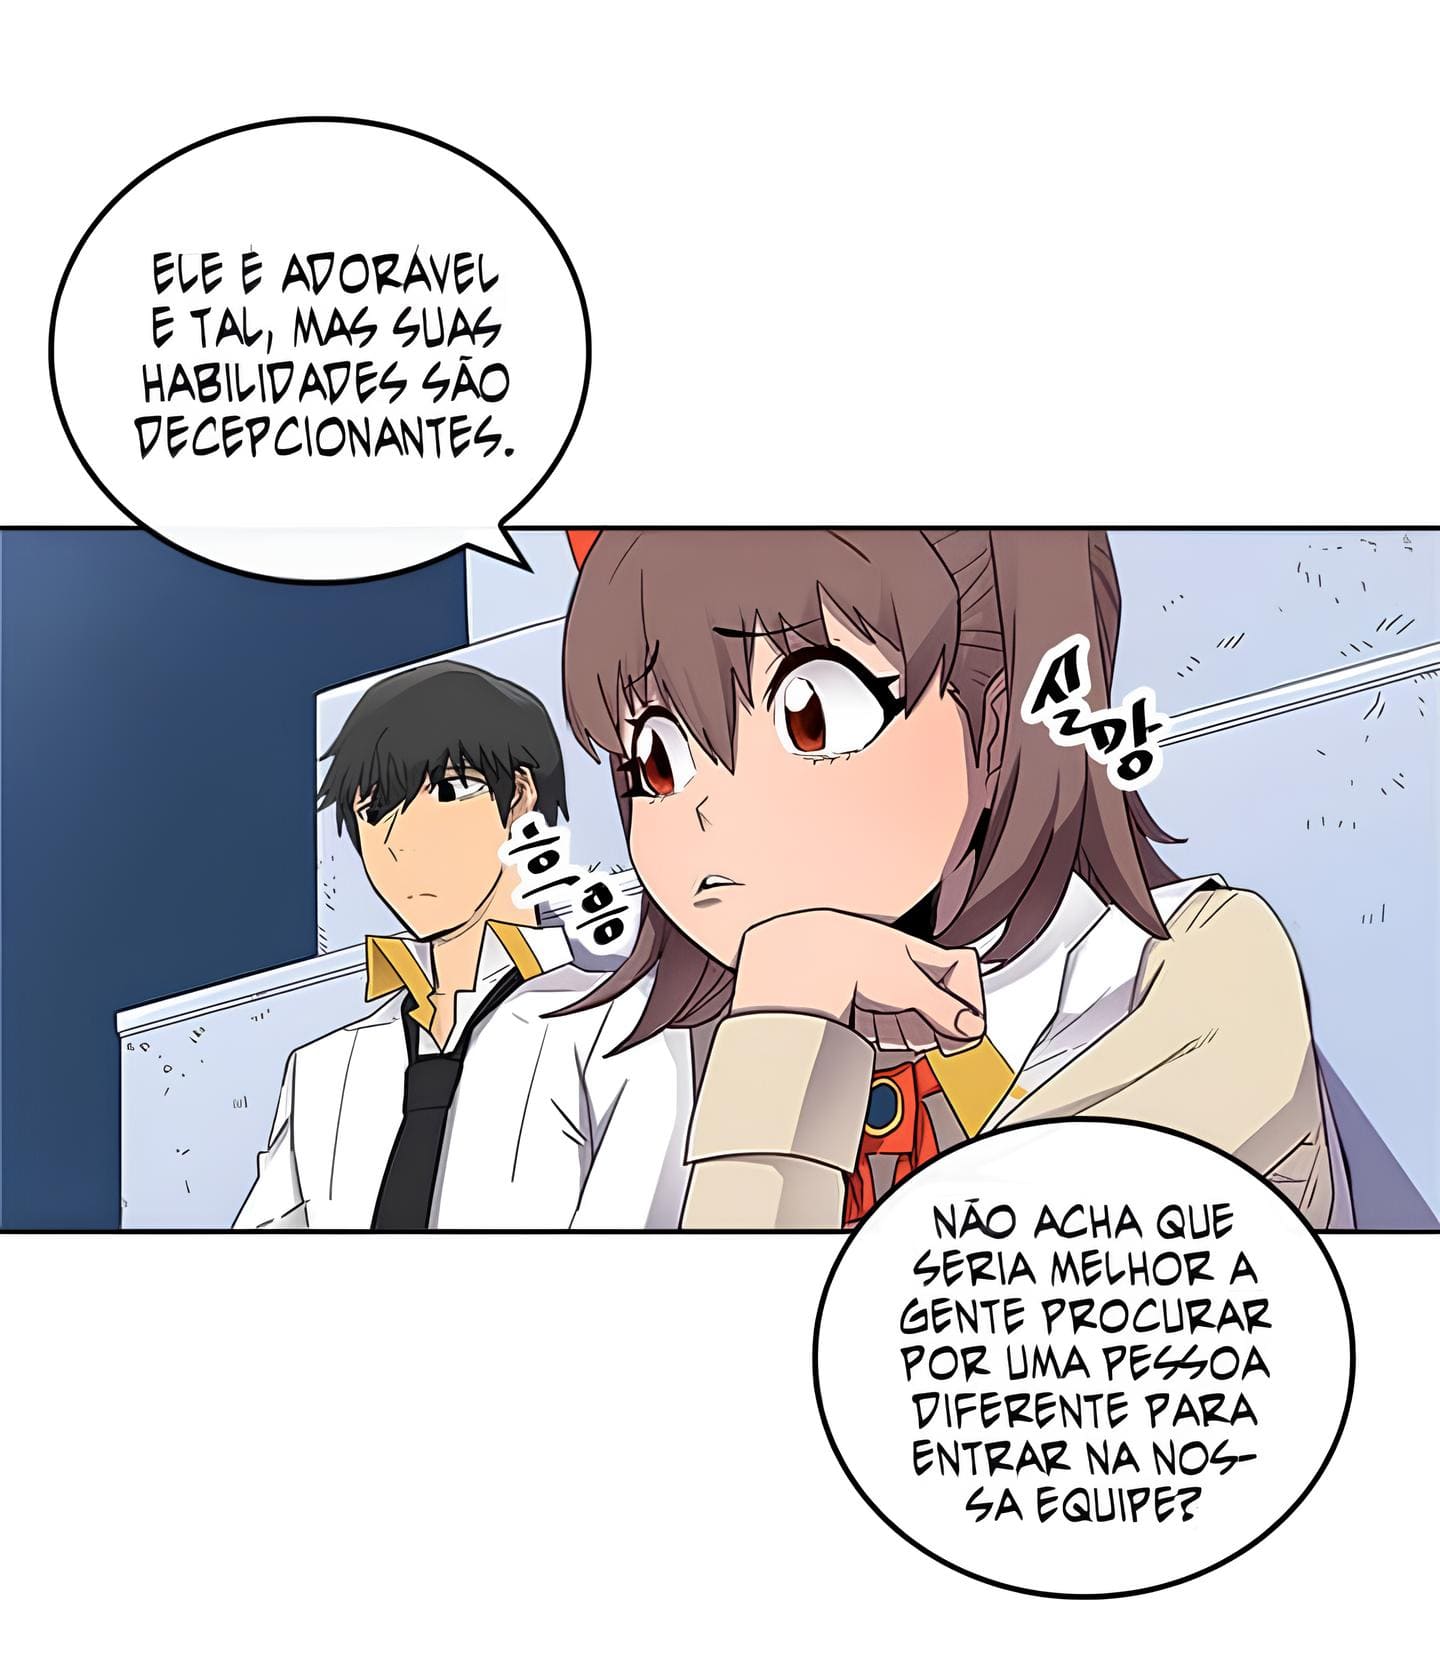 ELE É ADORÁVEL
E TAL, MAS SUAS
HABILIDADES SÃO
DECEPCIONANTES.
실망
흐음
NÃO ACHA QUE
SERIA MELHOR A
GENTE PROCURAR
POR UMA PESSOA
DIFERENTE PARA
ENTRAR NA NOS-
SA EQUIPE?